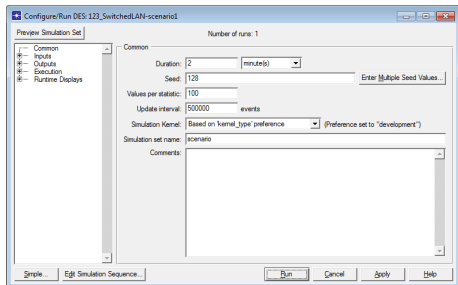 Configure/Run DES: 123_SwitchedLAN-scenario1
Preview Simulation Set
Number of runs: 1
Common
Inputs
Outputs
Execution
Runtime Displays
Common
Duration: 2 minute(s)
Seed: 128 Enter Multiple Seed Values...
Values per statistic: 100
Update interval: 500000 events
Simulation Kernel: Based on 'kernel_type' preference (Preference set to "development")
Simulation set name: scenario
Comments:
Simple... Edit Simulation Sequence... Run Cancel Apply Help